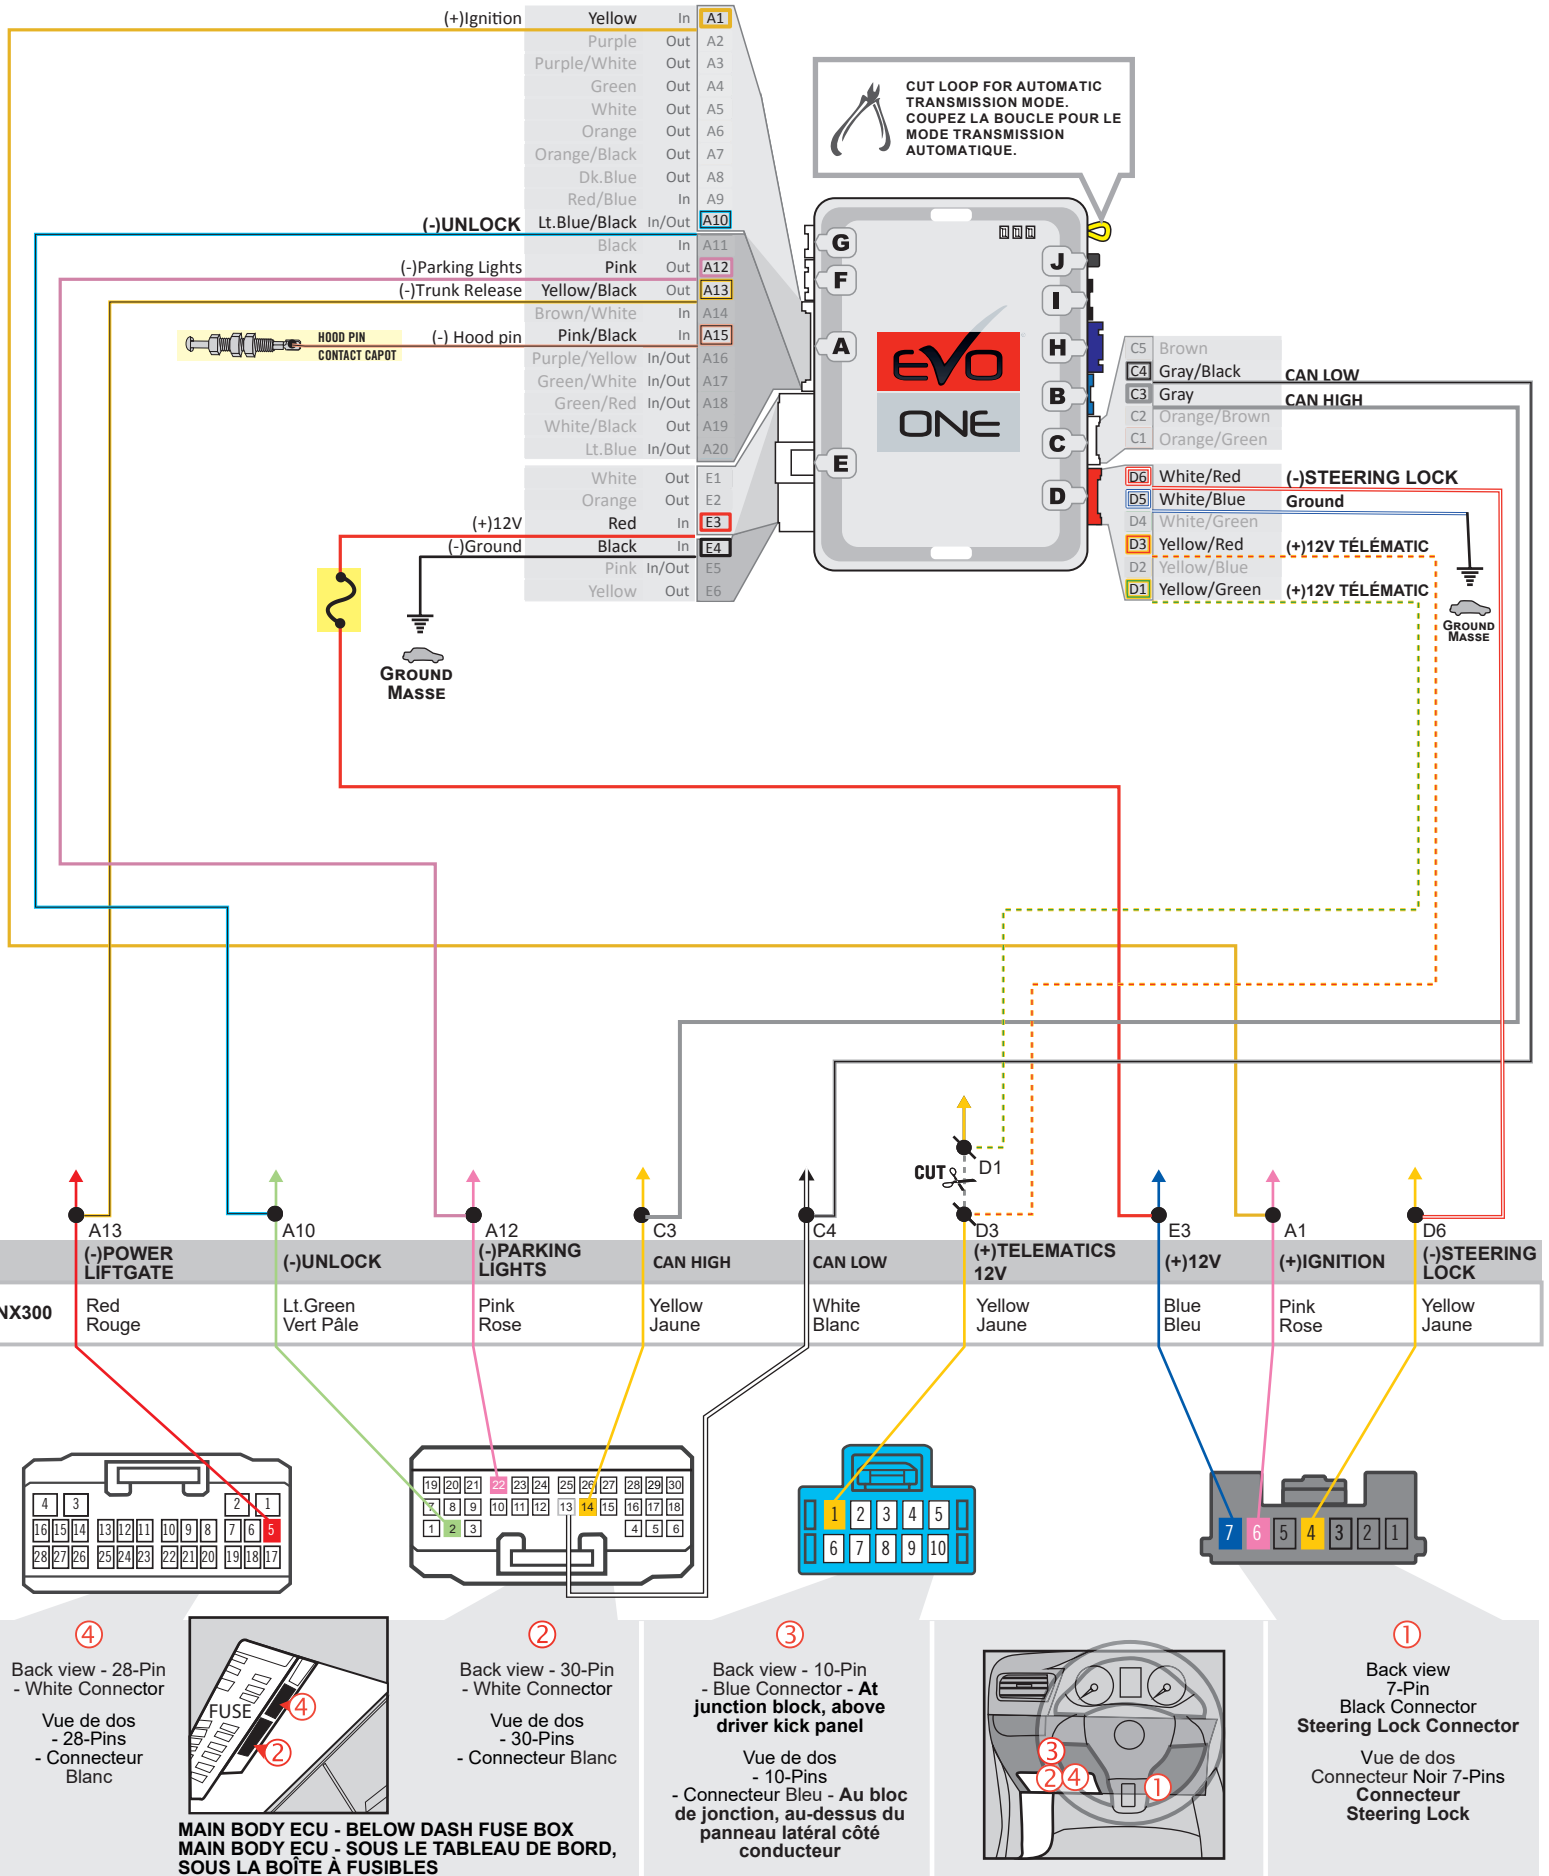 (+)Ignition Yellow In A1
Purple Out A2
Purple/White Out A3
Green Out A4
White Out A5
Orange Out A6
Orange/Black Out A7
Dk.Blue Out A8
Red/Blue In A9
(-)UNLOCK Lt.Blue/Black In/Out A10
Black In A11
(-)Parking Lights Pink Out A12
(-)Trunk Release Yellow/Black Out A13
Brown/White In A14
(-) Hood pin Pink/Black In A15
Purple/Yellow In/Out A16
Green/White In/Out A17
Green/Red In/Out A18
White/Black Out A19
Lt.Blue In/Out A20
HOOD PIN
CONTACT CAPOT
White Out E1
Orange Out E2
(+)12V Red In E3
(-)Ground Black In E4
Pink In/Out E5
Yellow Out E6
GROUND
MASSE
CUT LOOP FOR AUTOMATIC
TRANSMISSION MODE.
COUPEZ LA BOUCLE POUR LE
MODE TRANSMISSION
AUTOMATIQUE.
G
F
A
E
J
I
H
B
C
D
EVO
ONE
C5 Brown
C4 Gray/Black CAN LOW
C3 Gray CAN HIGH
C2 Orange/Brown
C1 Orange/Green
D6 White/Red (-)STEERING LOCK
D5 White/Blue Ground
D4 White/Green
D3 Yellow/Red (+)12V TÉLÉMATIC
D2 Yellow/Blue
D1 Yellow/Green (+)12V TÉLÉMATIC
GROUND
MASSE
CUT
D1
A13 A10 A12 C3 C4 D3 E3 A1 D6
(-)POWER
LIFTGATE
(-)UNLOCK
(-)PARKING
LIGHTS
CAN HIGH
CAN LOW
(+)TELEMATICS
12V
(+)12V
(+)IGNITION
(-)STEERING
LOCK
NX300
Red
Rouge
Lt.Green
Vert Pâle
Pink
Rose
Yellow
Jaune
White
Blanc
Yellow
Jaune
Blue
Bleu
Pink
Rose
Yellow
Jaune
4 3 2 1
16 15 14 13 12 11 10 9 8 7 6 5
28 27 26 25 24 23 22 21 20 19 18 17
19 20 21 22 23 24 25 26 27 28 29 30
7 8 9 10 11 12 13 14 15 16 17 18
1 2 3 4 5 6
1 2 3 4 5
6 7 8 9 10
7 6 5 4 3 2 1
4
Back view - 28-Pin
- White Connector
Vue de dos
- 28-Pins
- Connecteur
Blanc
FUSE
4
2
MAIN BODY ECU - BELOW DASH FUSE BOX
MAIN BODY ECU - SOUS LE TABLEAU DE BORD,
SOUS LA BOÎTE À FUSIBLES
2
Back view - 30-Pin
- White Connector
Vue de dos
- 30-Pins
- Connecteur Blanc
3
Back view - 10-Pin
- Blue Connector - At
junction block, above
driver kick panel
Vue de dos
- 10-Pins
- Connecteur Bleu - Au bloc
de jonction, au-dessus du
panneau latéral côté
conducteur
3
2 4
1
1
Back view
7-Pin
Black Connector
Steering Lock Connector
Vue de dos
Connecteur Noir 7-Pins
Connecteur
Steering Lock